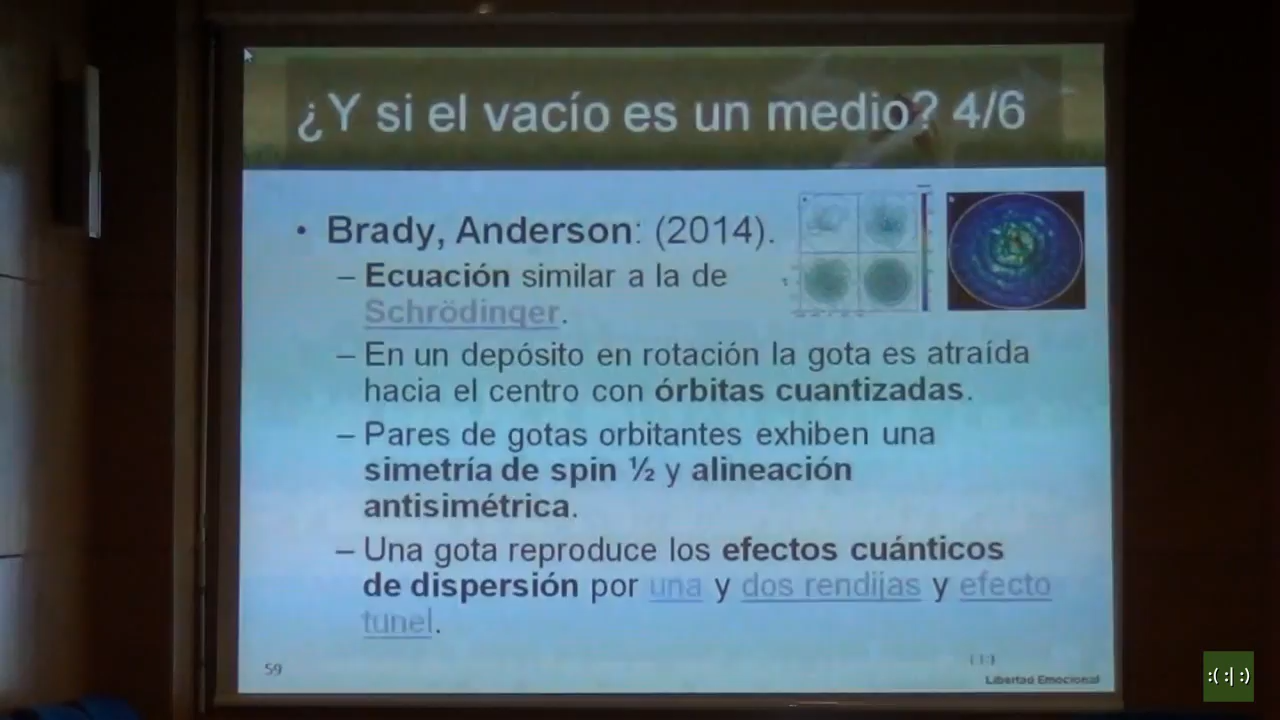 ¿Y si el vacío es un medio? 4/6
• Brady, Anderson: (2014).
– Ecuación similar a la de
Schrödinger.
– En un depósito en rotación la gota es atraída
hacia el centro con órbitas cuantizadas.
– Pares de gotas orbitantes exhiben una
simetría de spin ½ y alineación
antisimétrica.
– Una gota reproduce los efectos cuánticos
de dispersión por una y dos rendijas y efecto
tunel.
59
Libertad Emocional
:( :| :)